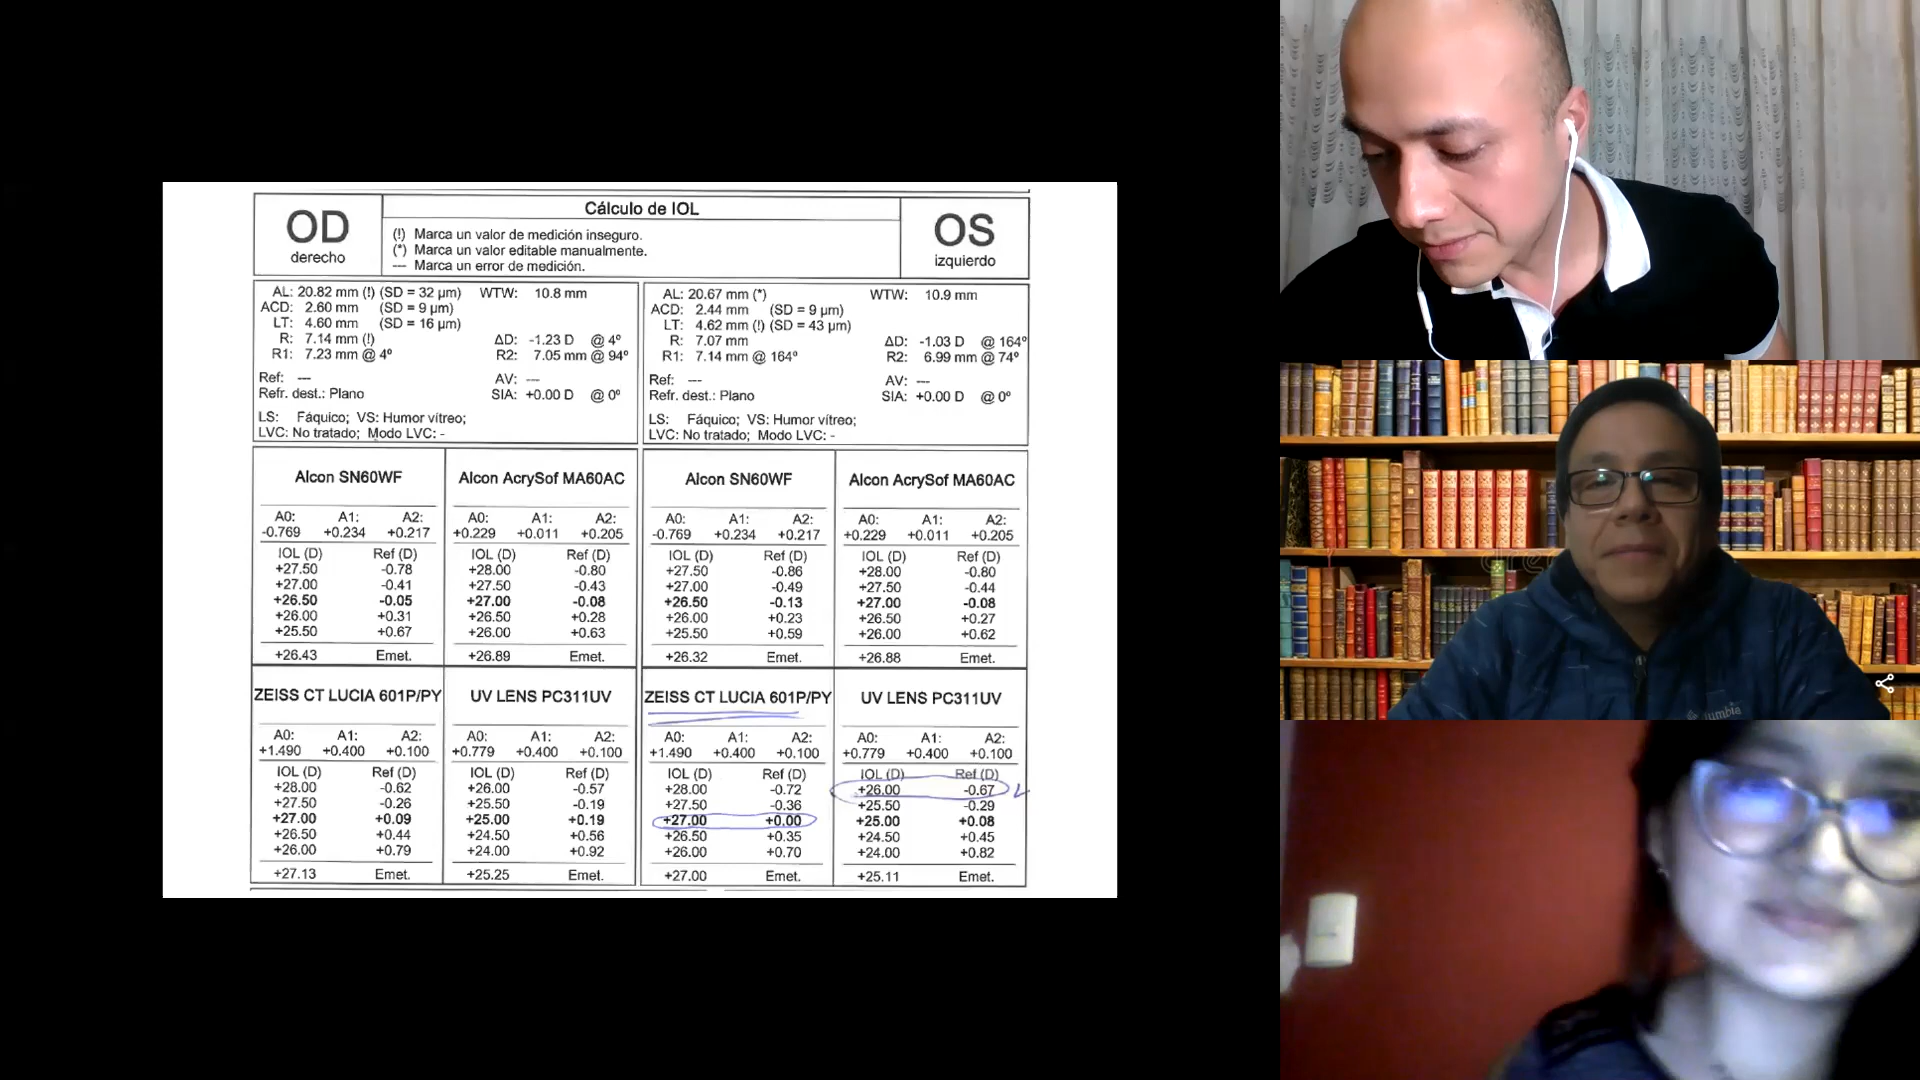 OD
derecho
Cálculo de IOL
(!) Marca un valor de medición inseguro.
(*) Marca un valor editable manualmente.
--- Marca un error de medición.
OS
izquierdo
AL: 20.82 mm (!) (SD = 32 µm) WTW: 10.8 mm
ACD: 2.60 mm (SD = 9 µm)
LT: 4.60 mm (SD = 16 µm)
R: 7.14 mm (!) ΔD: -1.23 D @ 4º
R1: 7.23 mm @ 4º R2: 7.05 mm @ 94º
Ref: --- AV: ---
Refr. dest.: Plano SIA: +0.00 D @ 0º
LS: Fáquico; VS: Humor vítreo;
LVC: No tratado; Modo LVC: -
AL: 20.67 mm (*) WTW: 10.9 mm
ACD: 2.44 mm (SD = 9 µm)
LT: 4.62 mm (!) (SD = 43 µm)
R: 7.07 mm ΔD: -1.03 D @ 164º
R1: 7.14 mm @ 164º R2: 6.99 mm @ 74º
Ref: --- AV: ---
Refr. dest.: Plano SIA: +0.00 D @ 0º
LS: Fáquico; VS: Humor vítreo;
LVC: No tratado; Modo LVC: -
Alcon SN60WF
A0: A1: A2:
-0.769 +0.234 +0.217
IOL (D) Ref (D)
+27.50 -0.78
+27.00 -0.41
+26.50 -0.05
+26.00 +0.31
+25.50 +0.67
+26.43 Emet.
Alcon AcrySof MA60AC
A0: A1: A2:
+0.229 +0.011 +0.205
IOL (D) Ref (D)
+28.00 -0.80
+27.50 -0.43
+27.00 -0.08
+26.50 +0.28
+26.00 +0.63
+26.89 Emet.
Alcon SN60WF
A0: A1: A2:
-0.769 +0.234 +0.217
IOL (D) Ref (D)
+27.50 -0.86
+27.00 -0.49
+26.50 -0.13
+26.00 +0.23
+25.50 +0.59
+26.32 Emet.
Alcon AcrySof MA60AC
A0: A1: A2:
+0.229 +0.011 +0.205
IOL (D) Ref (D)
+28.00 -0.80
+27.50 -0.44
+27.00 -0.08
+26.50 +0.27
+26.00 +0.62
+26.88 Emet.
ZEISS CT LUCIA 601P/PY
A0: A1: A2:
+1.490 +0.400 +0.100
IOL (D) Ref (D)
+28.00 -0.62
+27.50 -0.26
+27.00 +0.09
+26.50 +0.44
+26.00 +0.79
+27.13 Emet.
UV LENS PC311UV
A0: A1: A2:
+0.779 +0.400 +0.100
IOL (D) Ref (D)
+26.00 -0.57
+25.50 -0.19
+25.00 +0.19
+24.50 +0.56
+24.00 +0.92
+25.25 Emet.
ZEISS CT LUCIA 601P/PY
A0: A1: A2:
+1.490 +0.400 +0.100
IOL (D) Ref (D)
+28.00 -0.72
+27.50 -0.36
+27.00 +0.00
+26.50 +0.35
+26.00 +0.70
+27.00 Emet.
UV LENS PC311UV
A0: A1: A2:
+0.779 +0.400 +0.100
IOL (D) Ref (D)
+26.00 -0.67
+25.50 -0.29
+25.00 +0.08
+24.50 +0.45
+24.00 +0.82
+25.11 Emet.